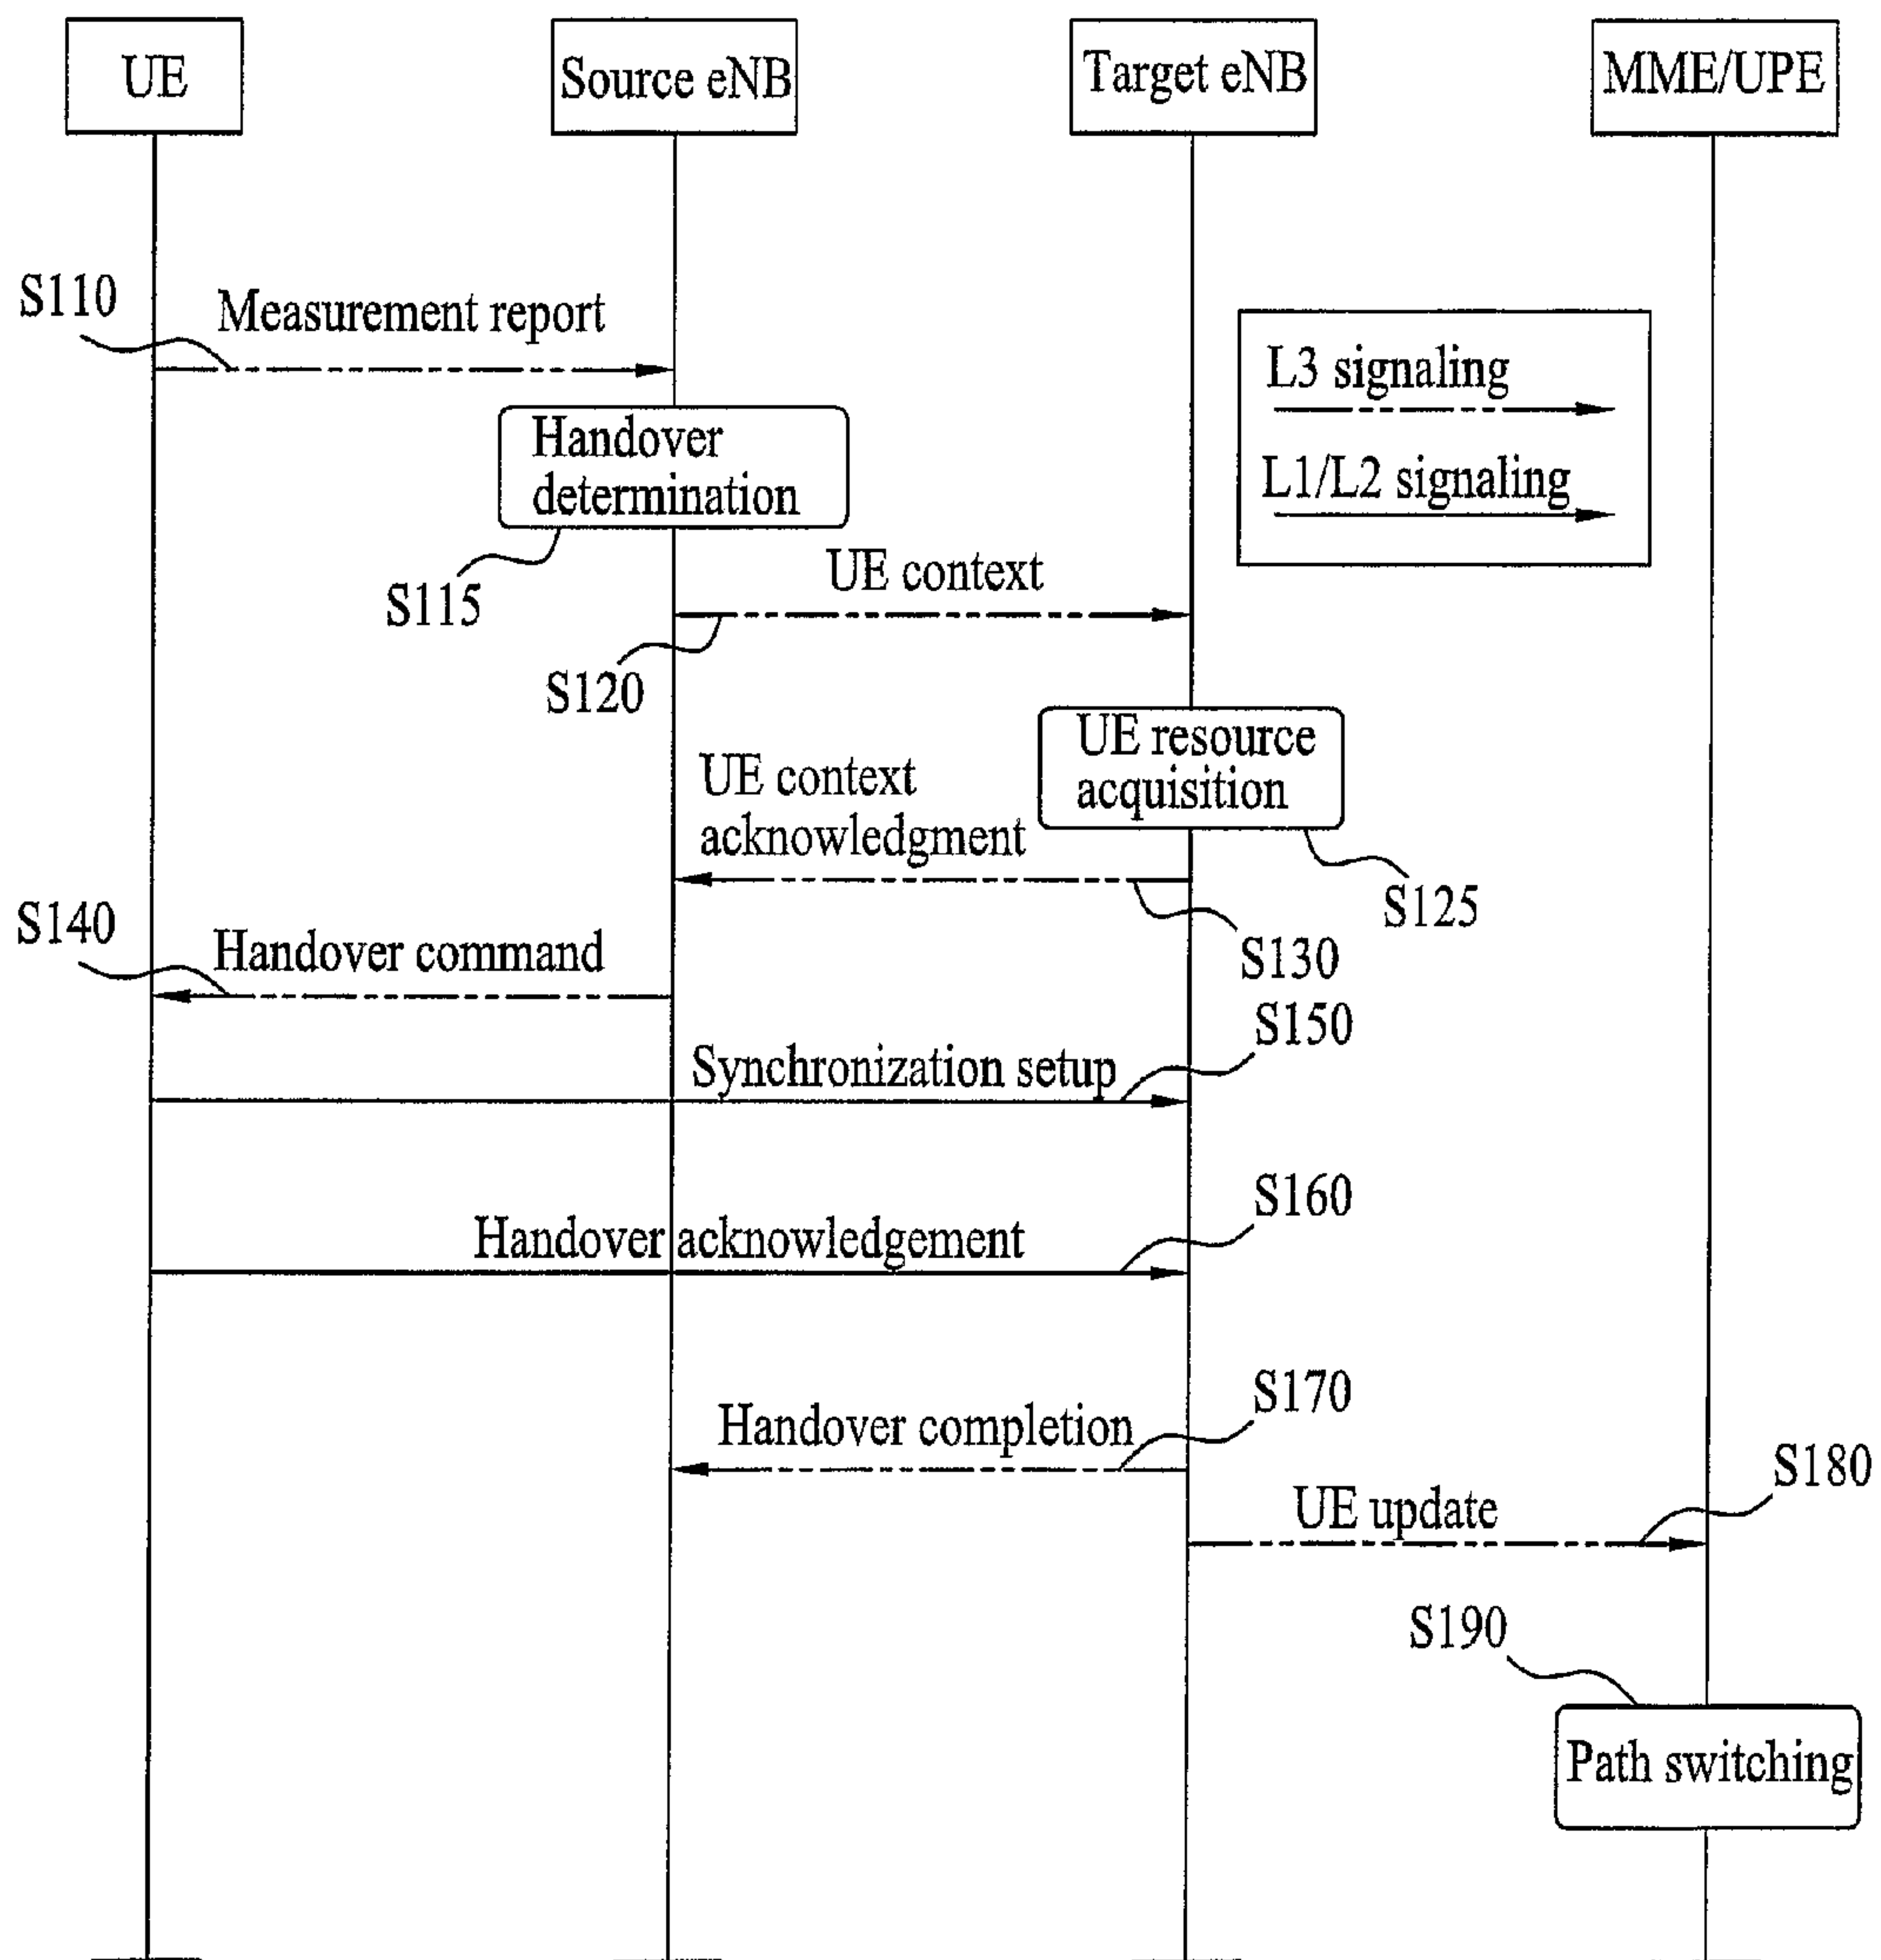 UE
Source eNB
Target eNB
MME/UPE
S110
Measurement report
L3 signaling
L1/L2 signaling
Handover
determination
S115
UE context
S120
UE resource
acquisition
S125
UE context
acknowledgment
S130
S140
Handover command
S150
Synchronization setup
S160
Handover acknowledgement
S170
Handover completion
S180
UE update
S190
Path switching